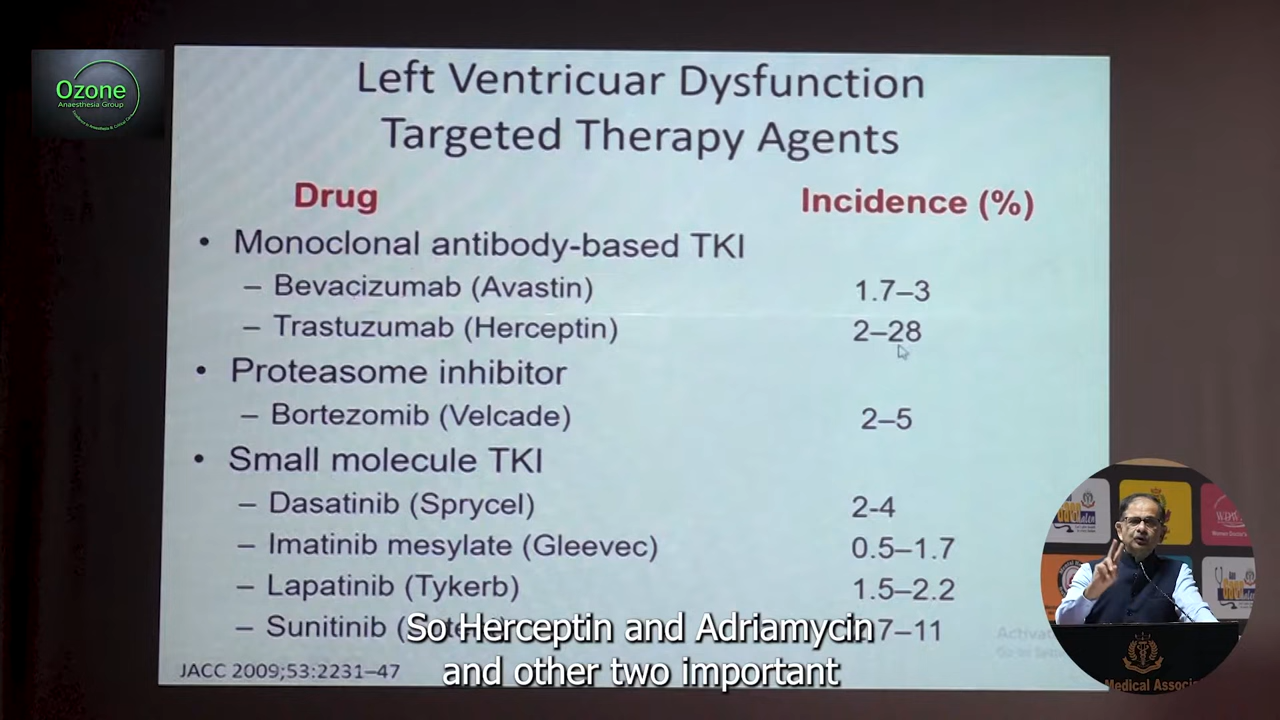 Ozone
Anaesthesia Group
Left Ventricuar Dysfunction
Targeted Therapy Agents
Drug Incidence (%)
• Monoclonal antibody-based TKI
– Bevacizumab (Avastin) 1.7–3
– Trastuzumab (Herceptin) 2–28
• Proteasome inhibitor
– Bortezomib (Velcade) 2–5
• Small molecule TKI
– Dasatinib (Sprycel) 2-4
– Imatinib mesylate (Gleevec) 0.5–1.7
– Lapatinib (Tykerb) 1.5–2.2
– Sunitinib ( 7–11
JACC 2009;53:2231–47
So Herceptin and Adriamycin
and other two important
Medical Assoc